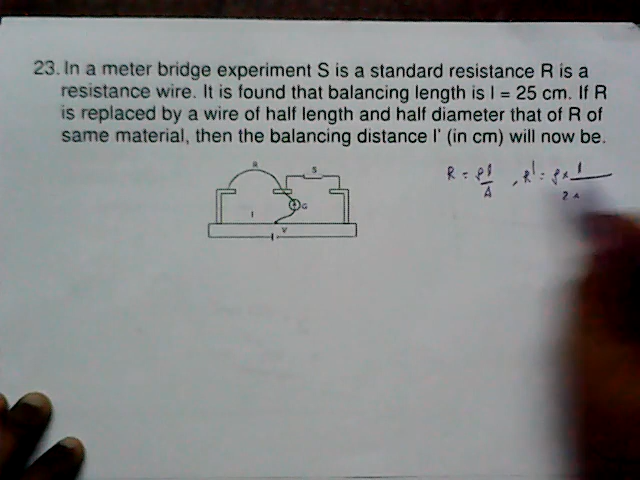 23. In a meter bridge experiment S is a standard resistance R is a
resistance wire. It is found that balancing length is l = 25 cm. If R
is replaced by a wire of half length and half diameter that of R of
same material, then the balancing distance l' (in cm) will now be.
R = ρl/A , R' = ρ × l/2 ×
R
S
G
l
V